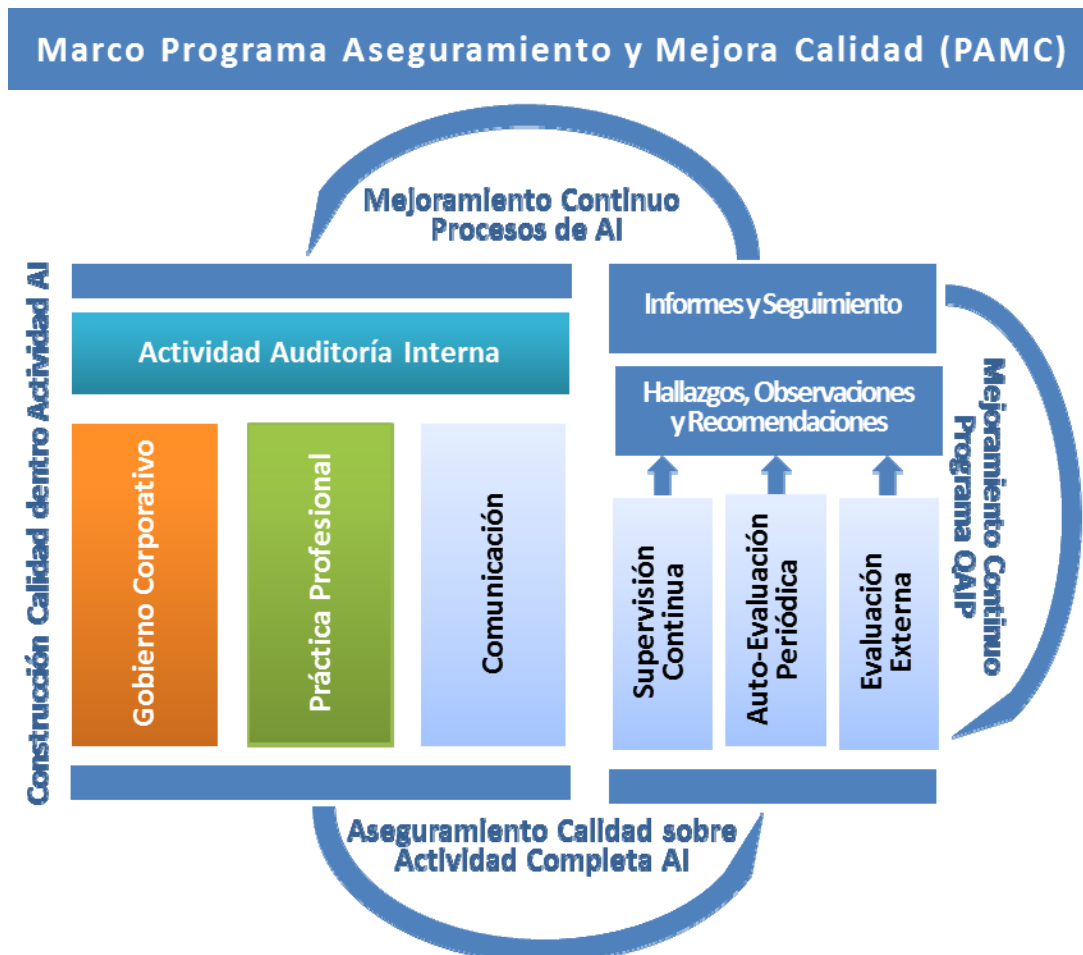 Marco Programa Aseguramiento y Mejora Calidad (PAMC)
Mejoramiento Continuo
Procesos de AI
Construcción Calidad dentro Actividad AI
Actividad Auditoría Interna
Gobierno Corporativo
Práctica Profesional
Comunicación
Informes y Seguimiento
Hallazgos, Observaciones
y Recomendaciones
Supervisión
Continua
Auto-Evaluación
Periódica
Evaluación
Externa
Mejoramiento Continuo
Programa QAIP
Aseguramiento Calidad sobre
Actividad Completa AI